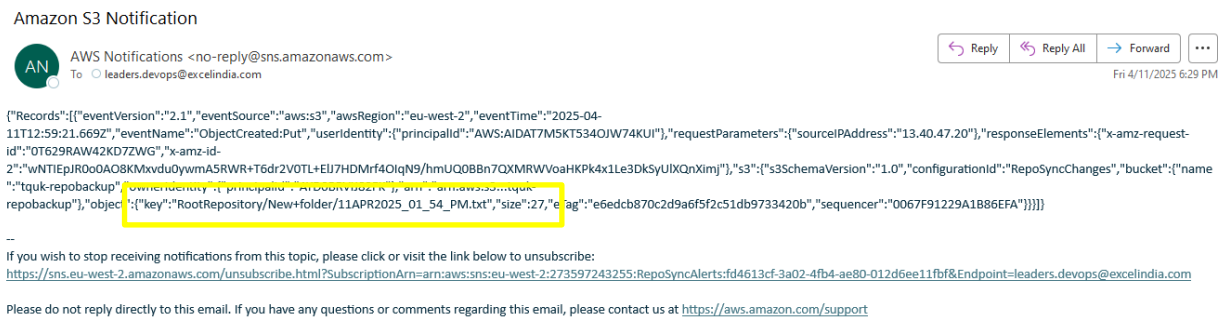 Amazon S3 Notification
AN
AWS Notifications <no-reply@sns.amazonaws.com>
To leaders.devops@excelindia.com
Reply
Reply All
Forward
...
Fri 4/11/2025 6:29 PM
{"Records":[{"eventVersion":"2.1","eventSource":"aws:s3","awsRegion":"eu-west-2","eventTime":"2025-04-
11T12:59:21.669Z","eventName":"ObjectCreated:Put","userIdentity":{"principalId":"AWS:AIDAT7M5KT534OJW74KUI"},"requestParameters":{"sourceIPAddress":"13.40.47.20"},"responseElements":{"x-amz-request-
id":"0T629RAW42KD7ZWG","x-amz-id-
2":"wNTIEpJR0o0AO8KMxvdu0ywmA5RWR+T6dr2V0TL+ElJ7HDMrf4OIqN9/hmUQ0BBn7QXMRWVoaHKPk4x1Le3DkSyUlXQnXimj"},"s3":{"s3SchemaVersion":"1.0","configurationId":"RepoSyncChanges","bucket":{"name
":"tquk-repobackup","ownerIdentity":{"principalId":
repobackup"},"object":{"key":"RootRepository/New+folder/11APR2025_01_54_PM.txt","size":27,"eTag":"e6edcb870c2d9a6f5f2c51db9733420b","sequencer":"0067F91229A1B86EFA"}}}]}
--
If you wish to stop receiving notifications from this topic, please click or visit the link below to unsubscribe:
https://sns.eu-west-2.amazonaws.com/unsubscribe.html?SubscriptionArn=arn:aws:sns:eu-west-2:273597243255:RepoSyncAlerts:fd4613cf-3a02-4fb4-ae80-012d6ee11fbf&Endpoint=leaders.devops@excelindia.com
Please do not reply directly to this email. If you have any questions or comments regarding this email, please contact us at https://aws.amazon.com/support